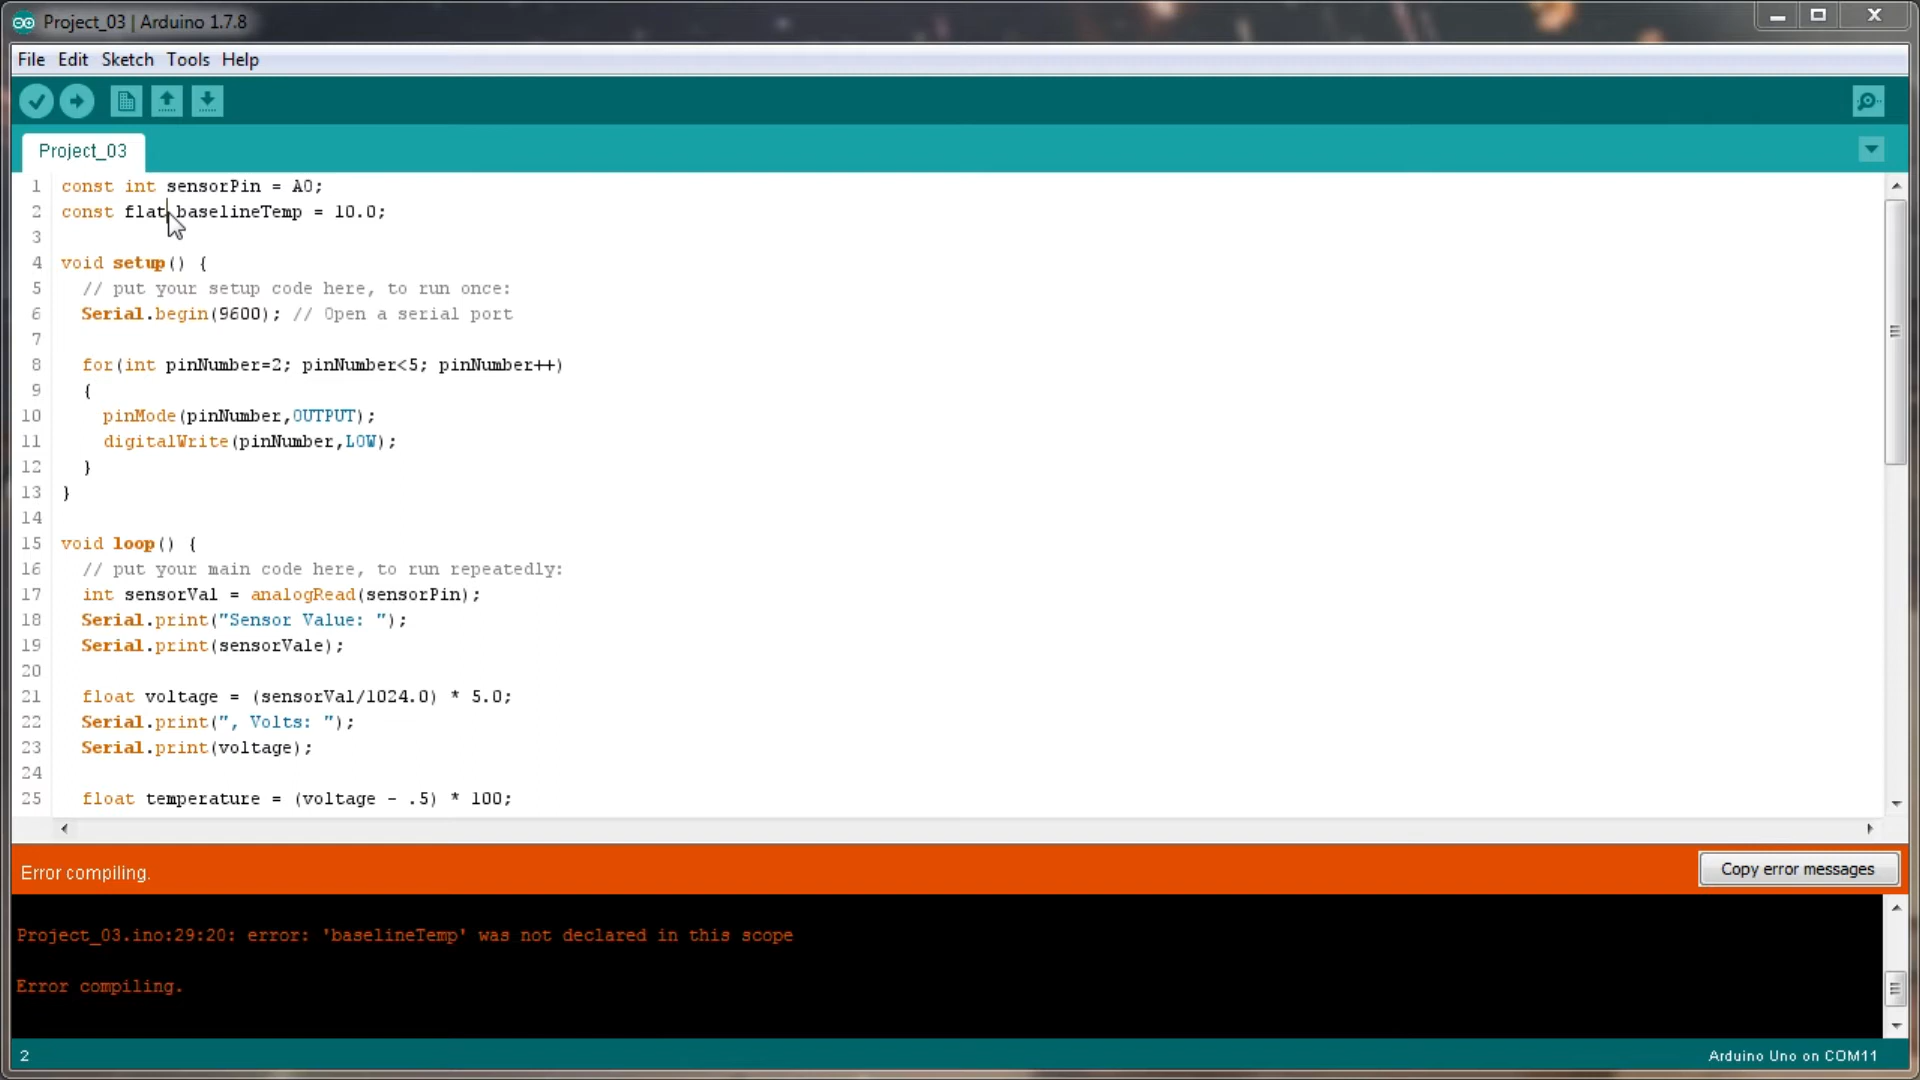 Project_03 | Arduino 1.7.8
File Edit Sketch Tools Help
Project_03
1 const int sensorPin = A0;
2 const flat baselineTemp = 10.0;
3
4 void setup() {
5 // put your setup code here, to run once:
6 Serial.begin(9600); // Open a serial port
7
8 for(int pinNumber=2; pinNumber<5; pinNumber++)
9 {
10 pinMode(pinNumber,OUTPUT);
11 digitalWrite(pinNumber,LOW);
12 }
13 }
14
15 void loop() {
16 // put your main code here, to run repeatedly:
17 int sensorVal = analogRead(sensorPin);
18 Serial.print("Sensor Value: ");
19 Serial.print(sensorVale);
20
21 float voltage = (sensorVal/1024.0) * 5.0;
22 Serial.print(", Volts: ");
23 Serial.print(voltage);
24
25 float temperature = (voltage - .5) * 100;
Error compiling.
Copy error messages
Project_03.ino:29:20: error: 'baselineTemp' was not declared in this scope
Error compiling.
2
Arduino Uno on COM11